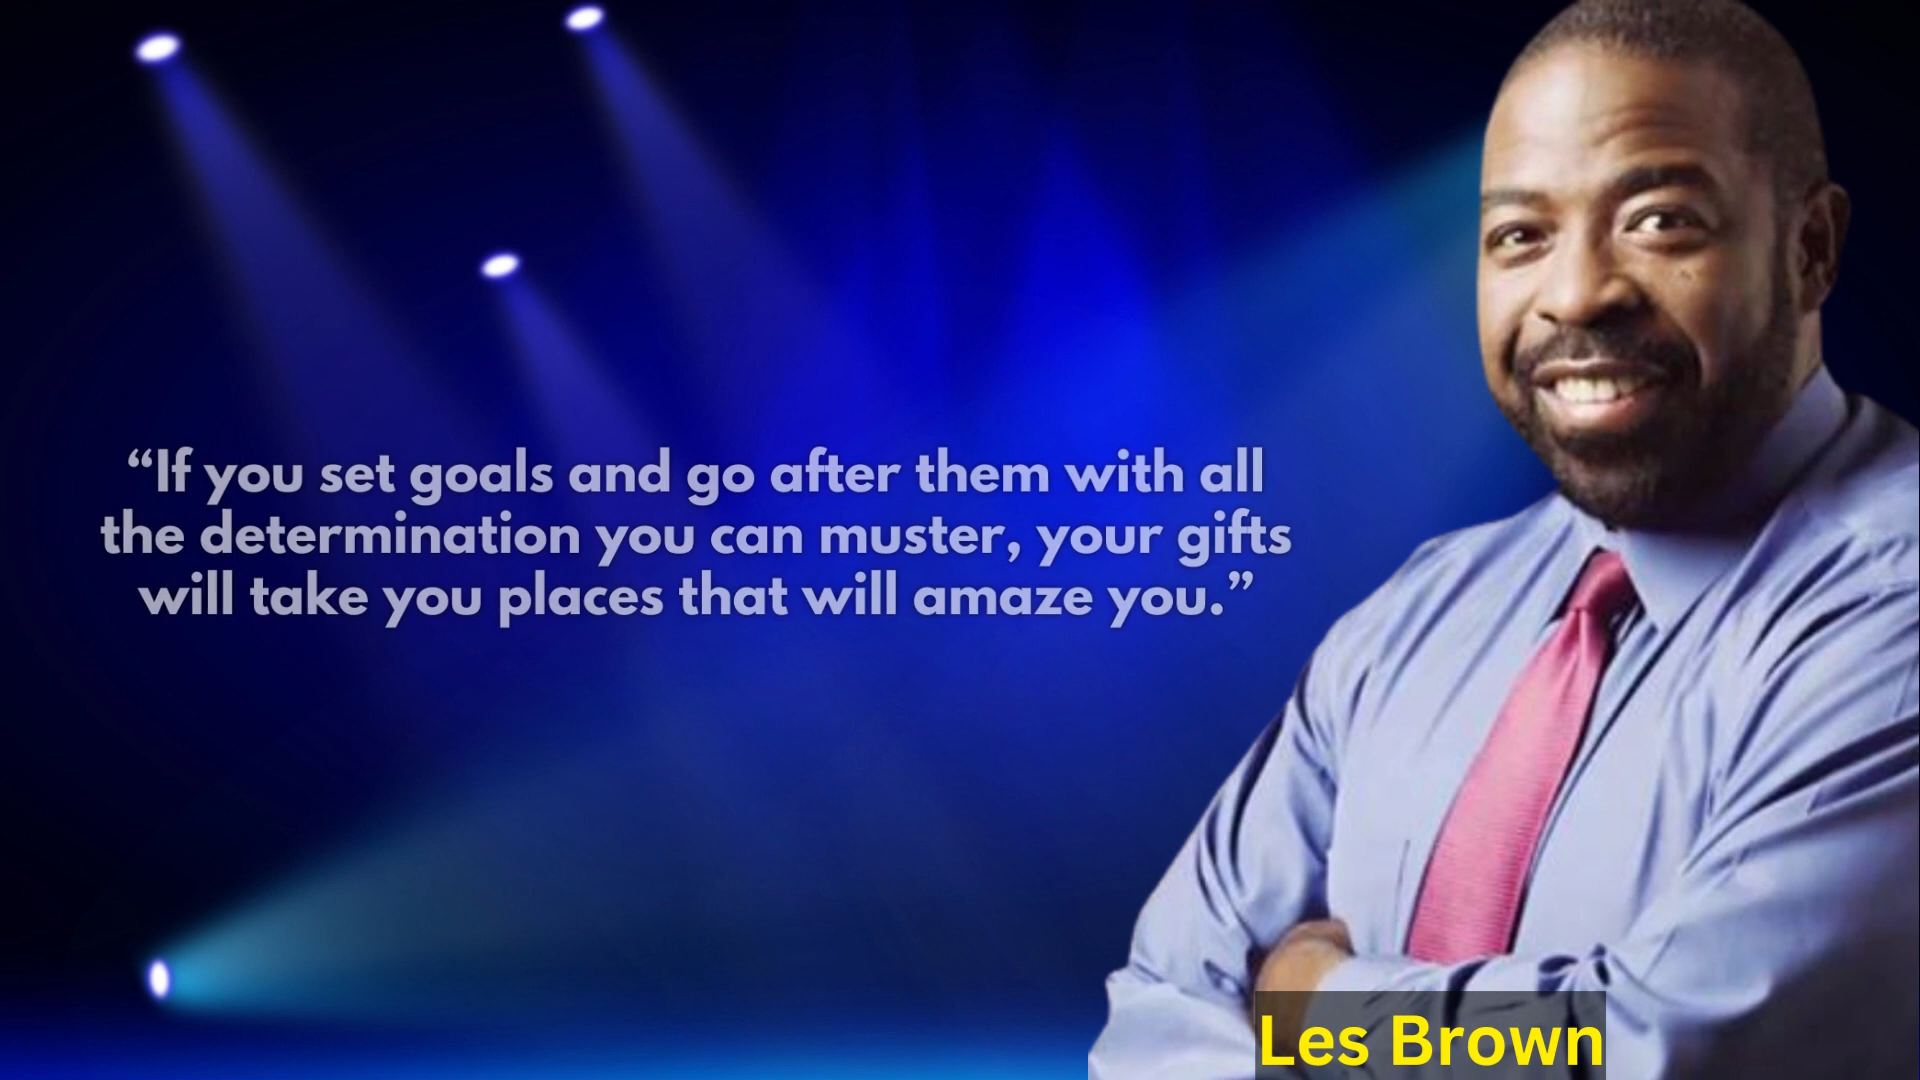 “If you set goals and go after them with all
the determination you can muster, your gifts
will take you places that will amaze you.”
Les Brown